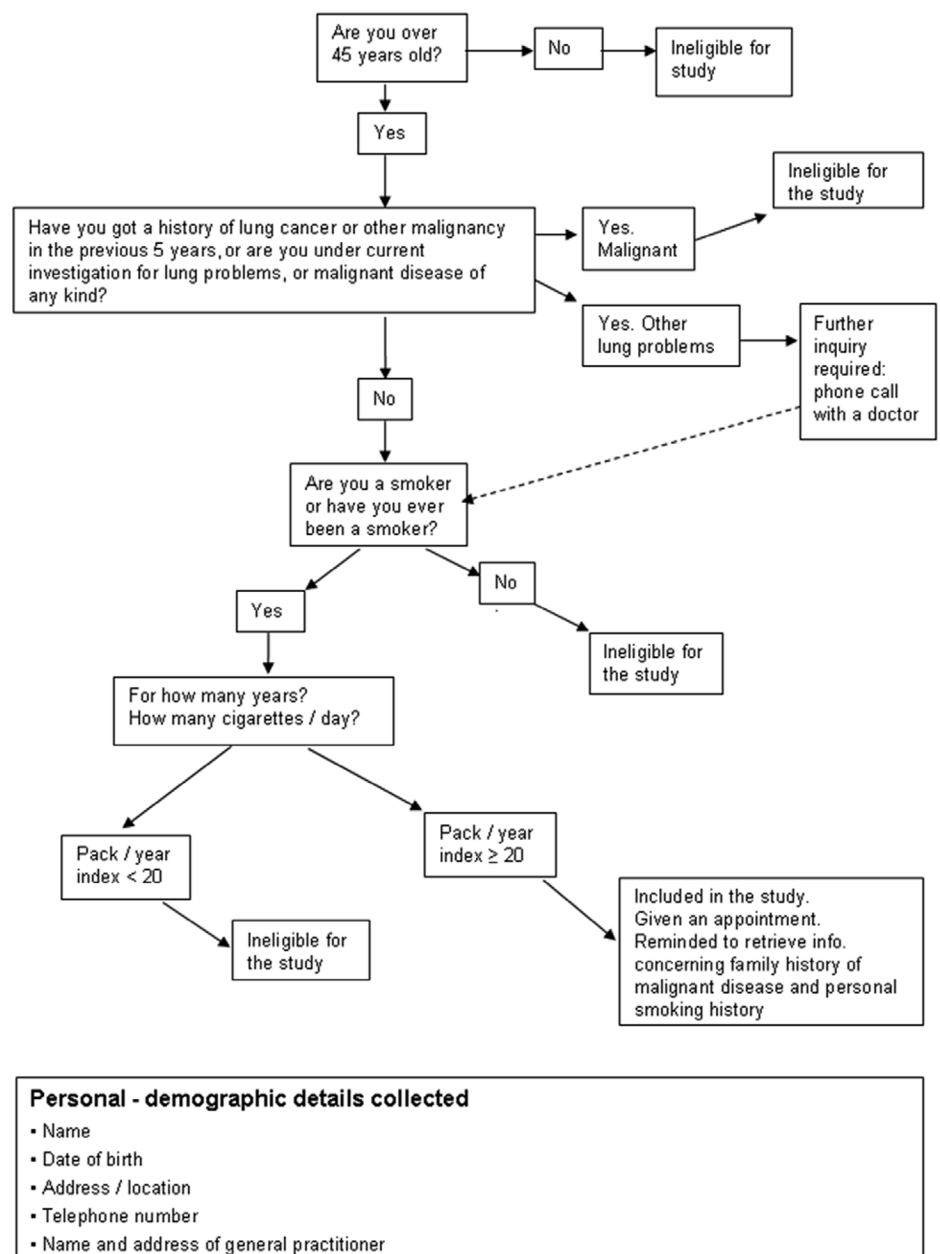 Are you over
45 years old?
No
Ineligible for
study
Yes
Ineligible for
the study
Have you got a history of lung cancer or other malignancy
in the previous 5 years, or are you under current
investigation for lung problems, or malignant disease of
any kind?
Yes.
Malignant
Yes. Other
lung problems
Further
inquiry
required:
phone call
with a doctor
No
Are you a smoker
or have you ever
been a smoker?
No
Yes
Ineligible for
the study
For how many years?
How many cigarettes / day?
Pack / year
index < 20
Pack / year
index ≥ 20
Ineligible for
the study
Included in the study.
Given an appointment.
Reminded to retrieve info.
concerning family history of
malignant disease and personal
smoking history
Personal - demographic details collected
▪ Name
▪ Date of birth
▪ Address / location
▪ Telephone number
▪ Name and address of general practitioner